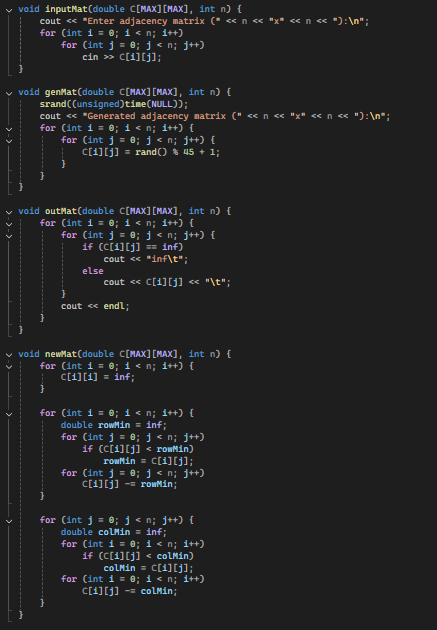 void inputMat(double C[MAX][MAX], int n) {
    cout << "Enter adjacency matrix (" << n << "x" << n << "):\n";
    for (int i = 0; i < n; i++)
        for (int j = 0; j < n; j++)
            cin >> C[i][j];
}
void genMat(double C[MAX][MAX], int n) {
    srand((unsigned)time(NULL));
    cout << "Generated adjacency matrix (" << n << "x" << n << "):\n";
    for (int i = 0; i < n; i++) {
        for (int j = 0; j < n; j++) {
            C[i][j] = rand() % 45 + 1;
        }
    }
}
void outMat(double C[MAX][MAX], int n) {
    for (int i = 0; i < n; i++) {
        for (int j = 0; j < n; j++) {
            if (C[i][j] == inf)
                cout << "inf\t";
            else
                cout << C[i][j] << "\t";
        }
        cout << endl;
    }
}
void newMat(double C[MAX][MAX], int n) {
    for (int i = 0; i < n; i++) {
        C[i][i] = inf;
    }
    for (int i = 0; i < n; i++) {
        double rowMin = inf;
        for (int j = 0; j < n; j++)
            if (C[i][j] < rowMin)
                rowMin = C[i][j];
        for (int j = 0; j < n; j++)
            C[i][j] -= rowMin;
    }
    for (int j = 0; j < n; j++) {
        double colMin = inf;
        for (int i = 0; i < n; i++)
            if (C[i][j] < colMin)
                colMin = C[i][j];
        for (int i = 0; i < n; i++)
            C[i][j] -= colMin;
    }
}